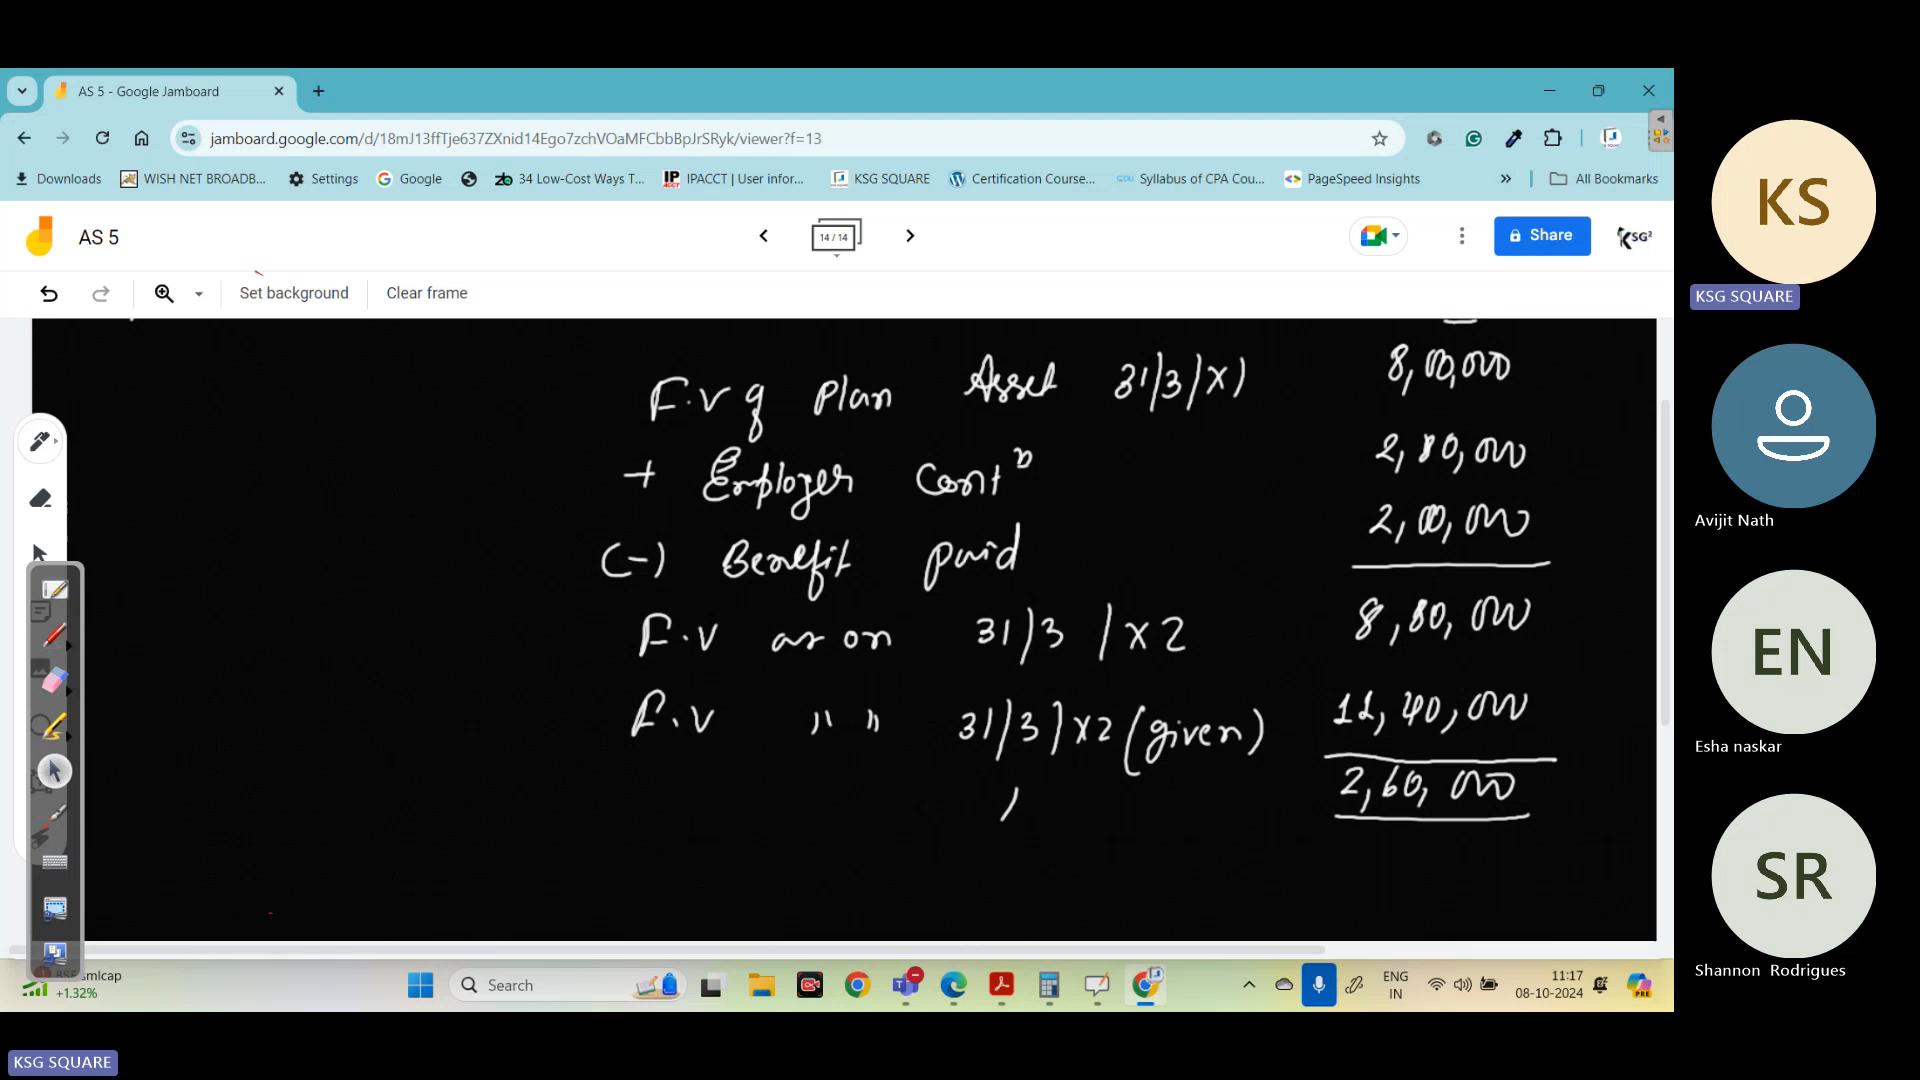 AS 5 - Google Jamboard
jamboard.google.com/d/18mJ13ffTje637ZXnid14Ego7zchVOaMFCbbBpJrSRyk/viewer?f=13
Downloads WISH NET BROADB... Settings Google 34 Low-Cost Ways T... IPACCT | User infor... KSG SQUARE Certification Course... Syllabus of CPA Cou... PageSpeed Insights » All Bookmarks
AS 5 14 / 14 Share KSG²
Set background Clear frame
F.V of Plan Asset 31/3/X1 8,00,000
+ Employer Contn 2,80,000
(-) Benefit paid 2,00,000
F.V as on 31/3/X2 8,80,000
F.V " " 31/3/X2 (given) 11,40,000
2,60,000
KS
KSG SQUARE
Avijit Nath
EN
Esha naskar
SR
Shannon Rodrigues
smlcap
+1.32%
Search
ENG
IN
11:17
08-10-2024
PRE
KSG SQUARE